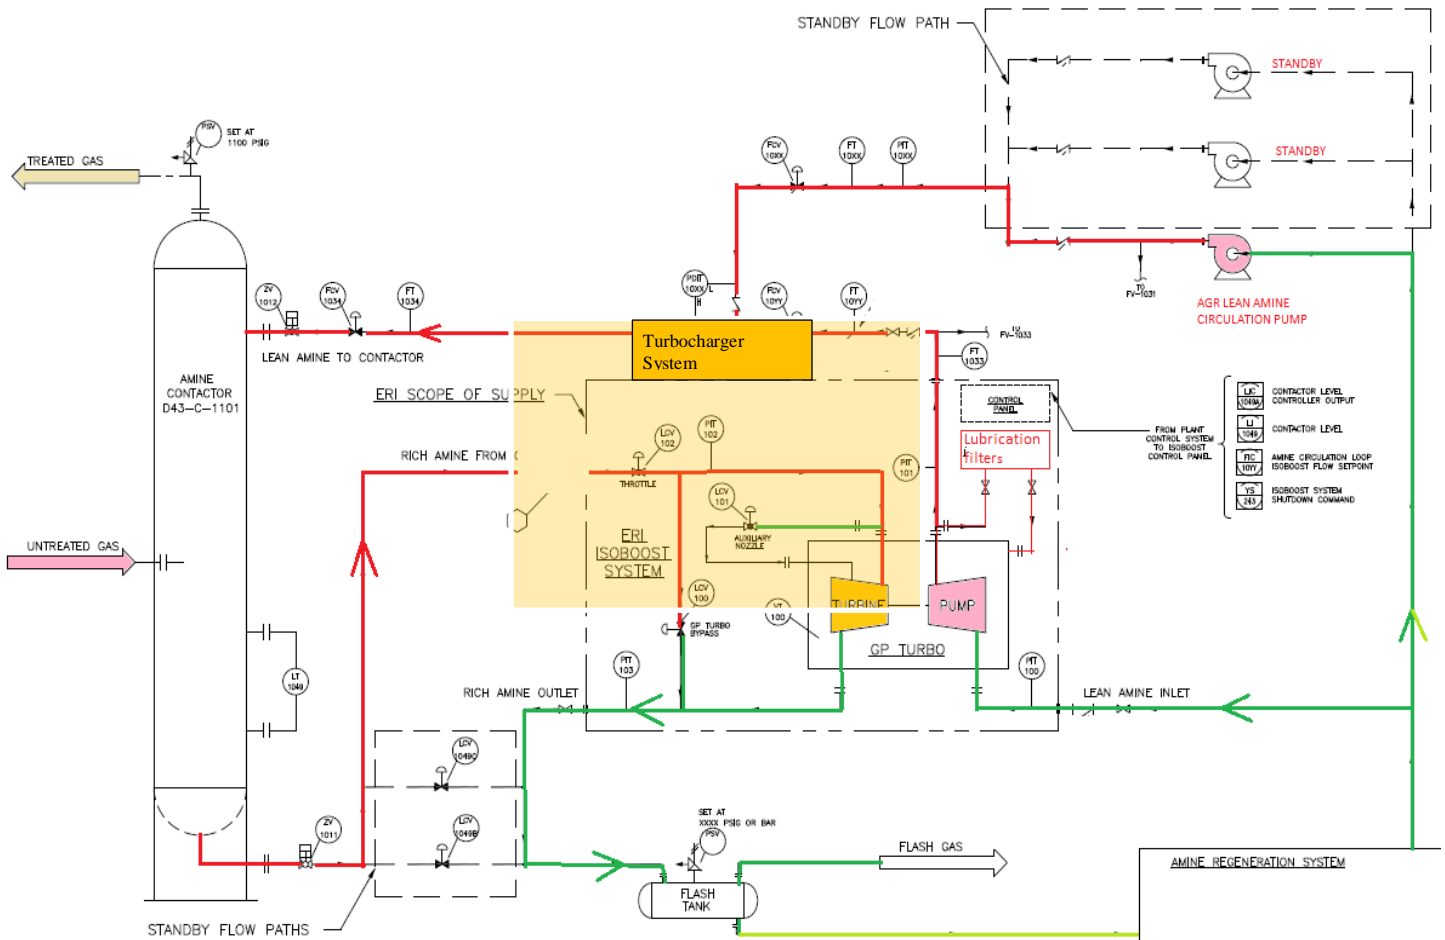 STANDBY FLOW PATH
STANDBY
STANDBY
PSV
SET AT
1100 PSIG
TREATED GAS
FCV
10XX
FT
10XX
PIT
10XX
TO
FV-1031
AGR LEAN AMINE
CIRCULATION PUMP
ZV
1012
FCV
1034
FT
1034
PDIT
10XX
L
H
FCV
10YY
FT
10YY
TO
FV-1033
FT
1033
LEAN AMINE TO CONTACTOR
Turbocharger
System
AMINE
CONTACTOR
D43-C-1101
ERI SCOPE OF SUPPLY
CONTROL
PANEL
LIC
1049A
CONTACTOR LEVEL
CONTROLLER OUTPUT
LI
1049
CONTACTOR LEVEL
FROM PLANT
CONTROL SYSTEM
TO ISOBOOST
CONTROL PANEL
FIC
10YY
AMINE CIRCULATION LOOP
ISOBOOST FLOW SETPOINT
YS
243
ISOBOOST SYSTEM
SHUTDOWN COMMAND
LCV
102
PIT
102
Lubrication
filters
RICH AMINE FROM
THROTTLE
PIT
101
LCV
101
AUXILIARY
NOZZLE
ERI
ISOBOOST
SYSTEM
UNTREATED GAS
LCV
100
TURBINE
PUMP
100
GP TURBO
BYPASS
GP TURBO
PIT
103
PIT
100
LT
1049
RICH AMINE OUTLET
LEAN AMINE INLET
LCV
1049C
SET AT
XXXX PSIG OR BAR
PSV
ZV
1011
LCV
1049B
FLASH GAS
AMINE REGENERATION SYSTEM
FLASH
TANK
STANDBY FLOW PATHS